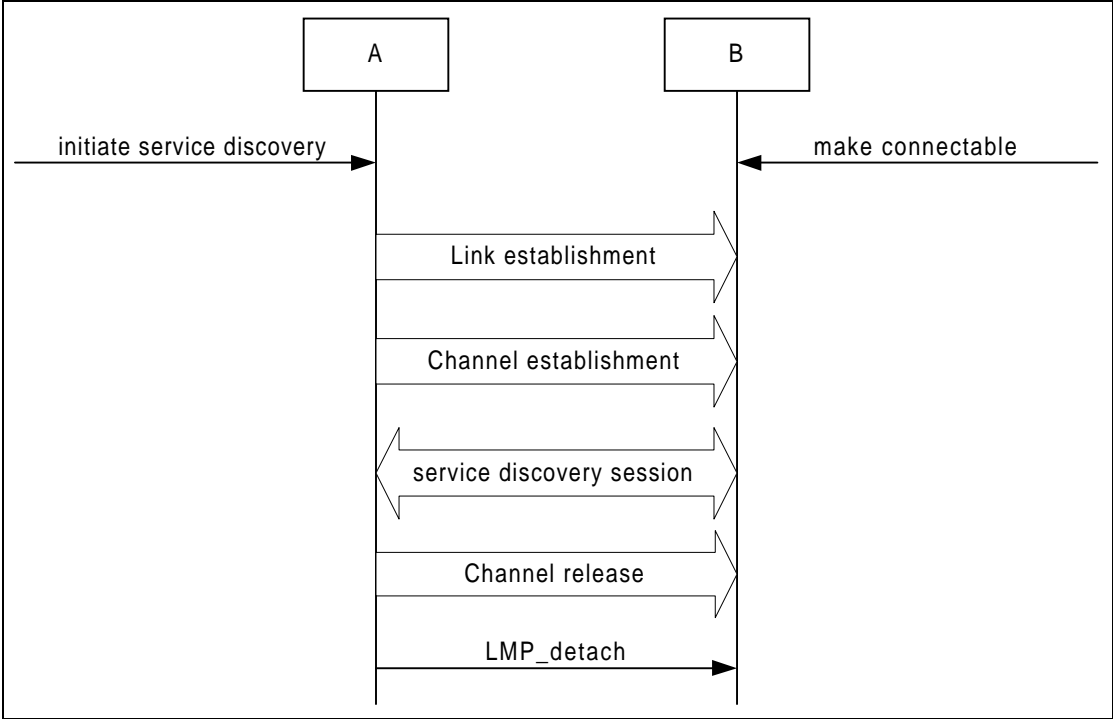 A
B
initiate service discovery
make connectable
Link establishment
Channel establishment
service discovery session
Channel release
LMP_detach